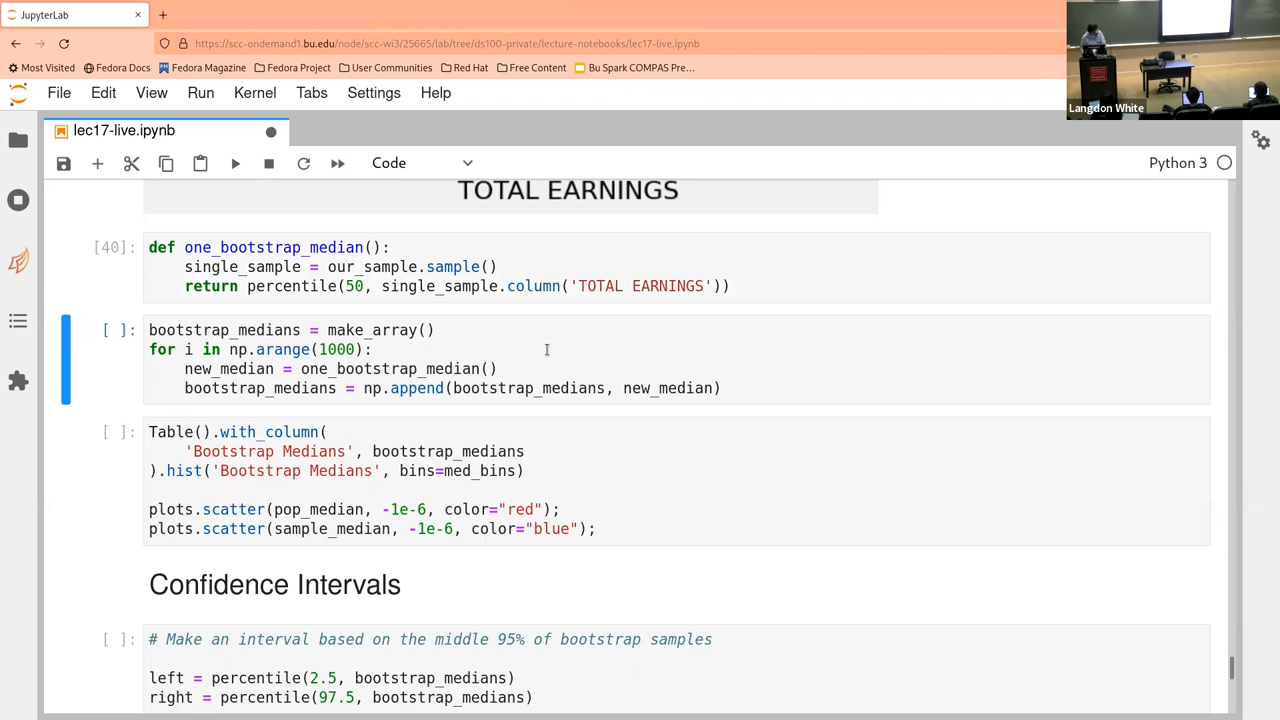 JupyterLab
https://scc-ondemand1.bu.edu/node/scc-wi3/25665/lab/tree/ds100-private/lecture-notebooks/lec17-live.ipynb
Most Visited Fedora Docs Fedora Magazine Fedora Project User Communities Red Hat Free Content Bu Spark COMPAS Pre…
Langdon White
File Edit View Run Kernel Tabs Settings Help
lec17-live.ipynb
Code Python 3
TOTAL EARNINGS
[40]: def one_bootstrap_median():
single_sample = our_sample.sample()
return percentile(50, single_sample.column('TOTAL EARNINGS'))
[ ]: bootstrap_medians = make_array()
for i in np.arange(1000):
new_median = one_bootstrap_median()
bootstrap_medians = np.append(bootstrap_medians, new_median)
[ ]: Table().with_column(
'Bootstrap Medians', bootstrap_medians
).hist('Bootstrap Medians', bins=med_bins)
plots.scatter(pop_median, -1e-6, color="red");
plots.scatter(sample_median, -1e-6, color="blue");
Confidence Intervals
[ ]: # Make an interval based on the middle 95% of bootstrap samples
left = percentile(2.5, bootstrap_medians)
right = percentile(97.5, bootstrap_medians)